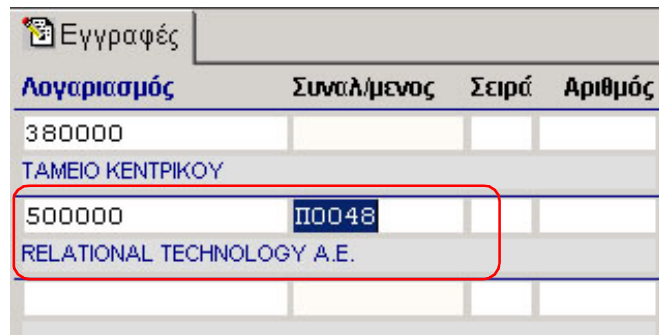 Εγγραφές
Λογαριασμός Συναλ/μενος Σειρά Αριθμός
380000
ΤΑΜΕΙΟ ΚΕΝΤΡΙΚΟΥ
500000 Π0048
RELATIONAL TECHNOLOGY A.E.